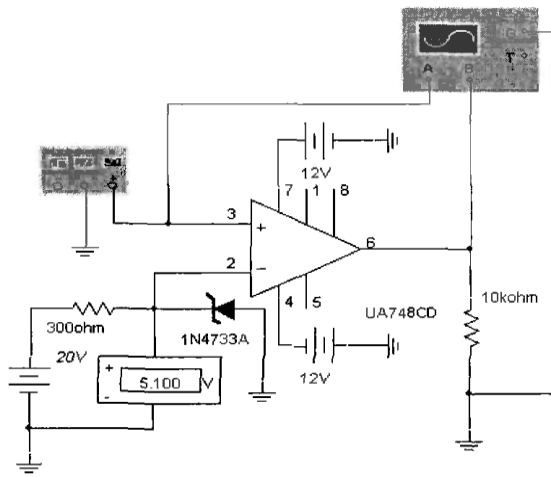 A B
T
12V
7 1 8
3 +
6
2 −
4 5
UA748CD
10kohm
300ohm
1N4733A
20V
+
5.100 V
-
12V